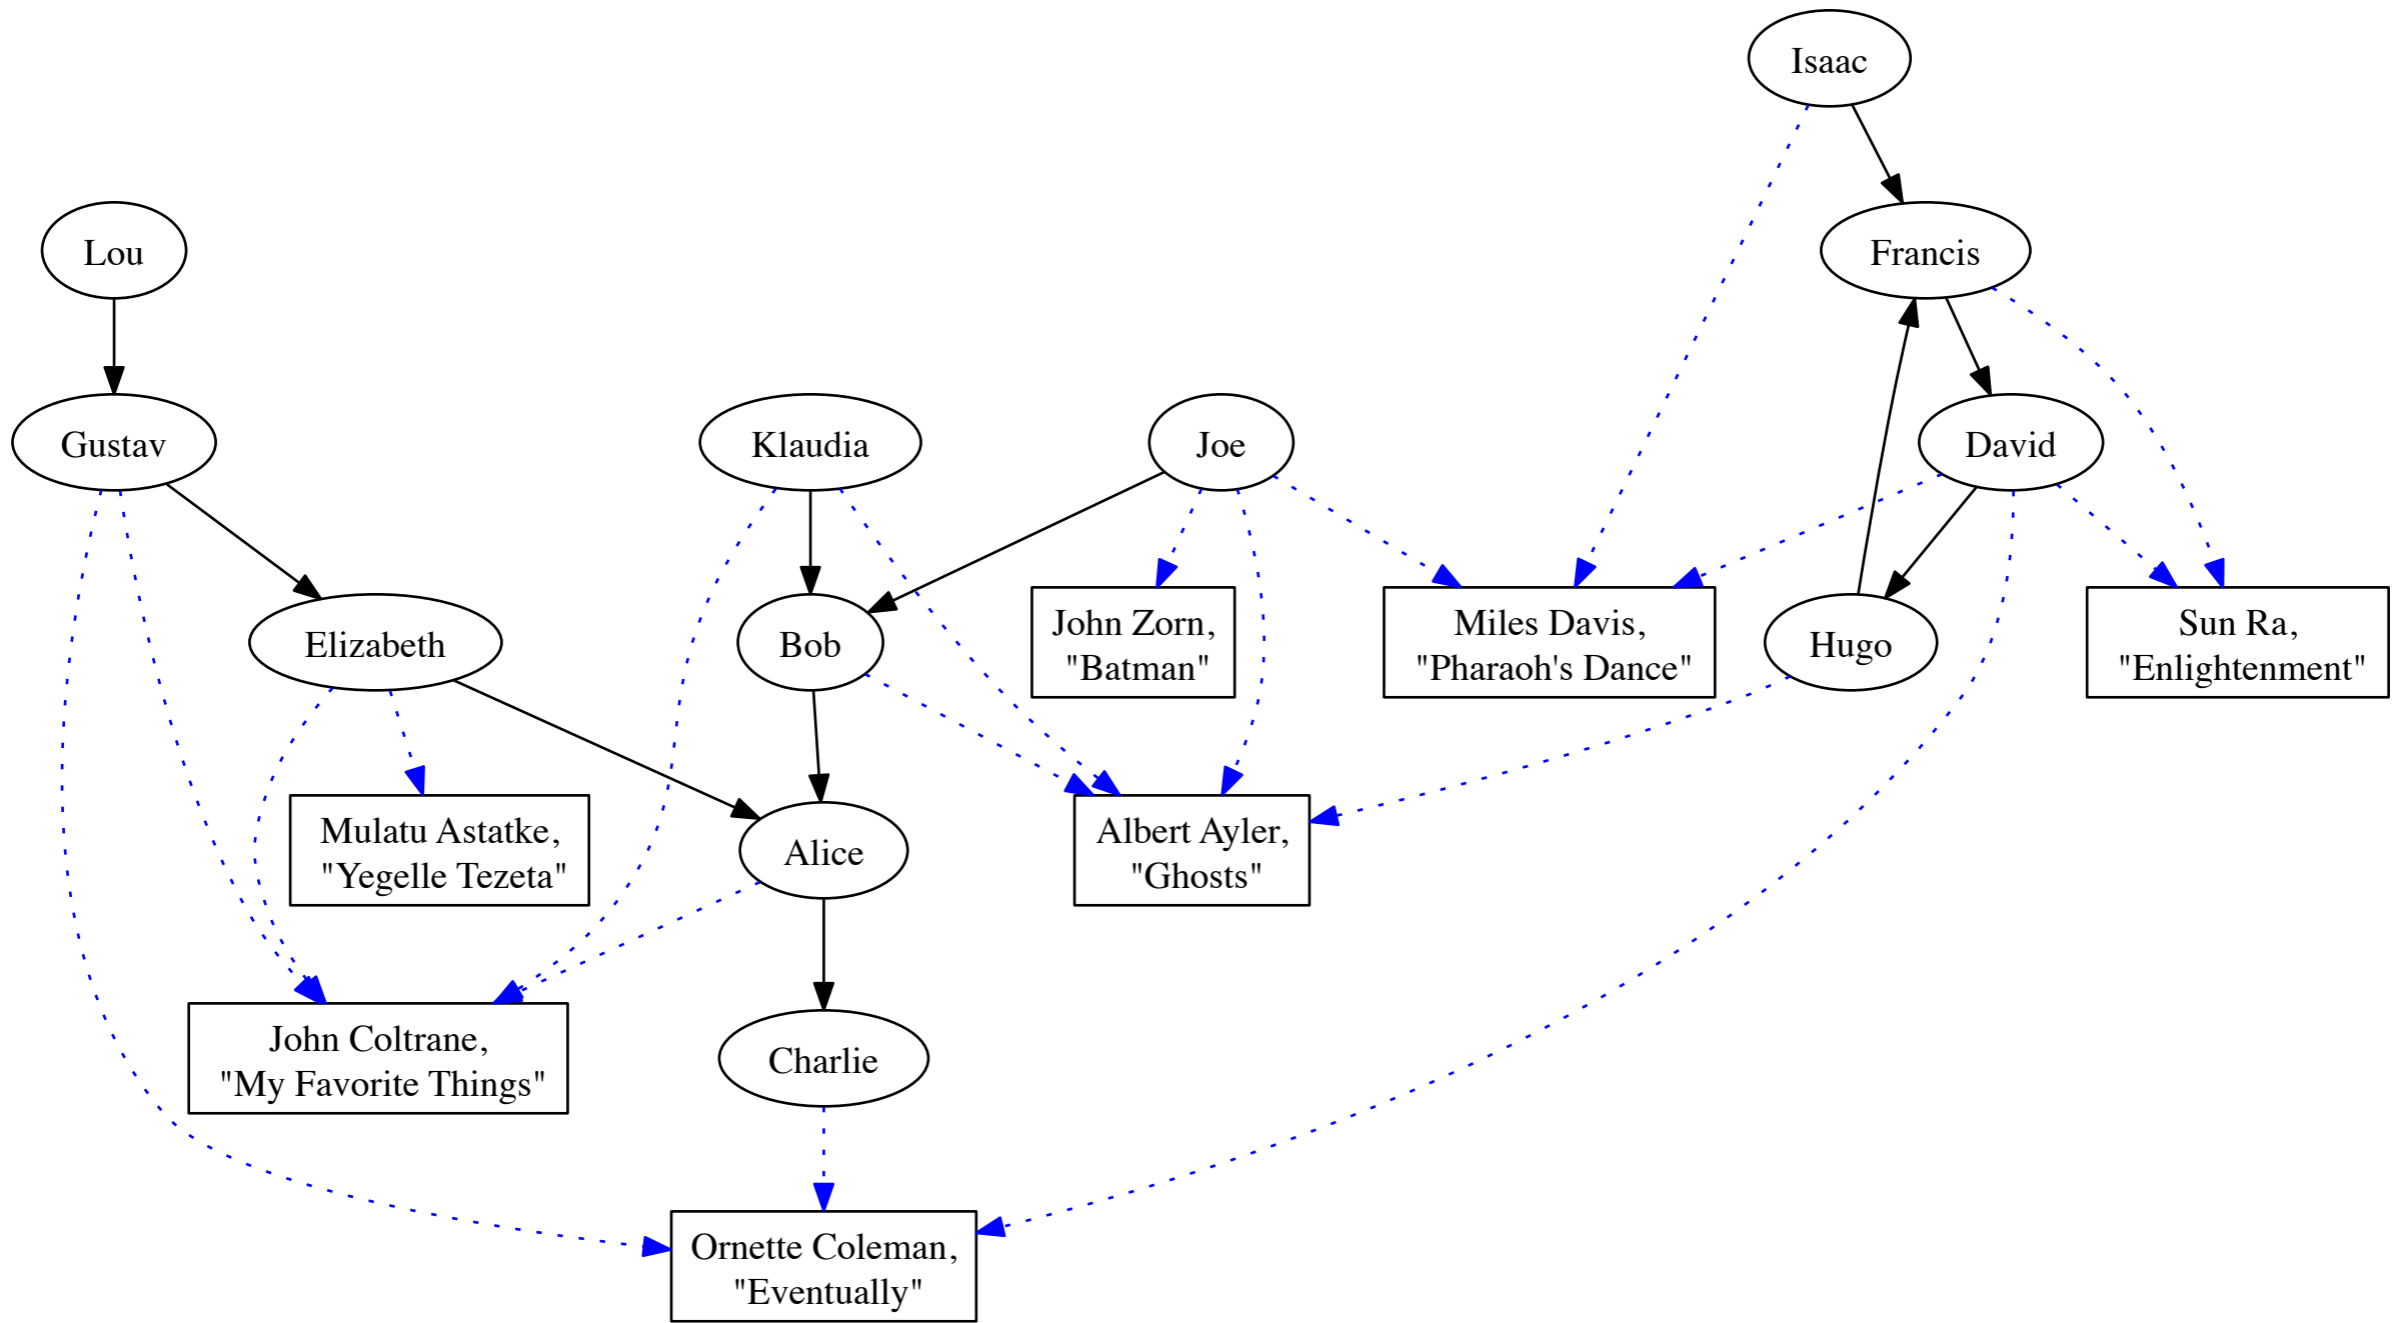 Isaac
Lou
Francis
Gustav
Klaudia
Joe
David
Elizabeth
Bob
John Zorn,
"Batman"
Miles Davis,
"Pharaoh's Dance"
Hugo
Sun Ra,
"Enlightenment"
Mulatu Astatke,
"Yegelle Tezeta"
Alice
Albert Ayler,
"Ghosts"
John Coltrane,
"My Favorite Things"
Charlie
Ornette Coleman,
"Eventually"